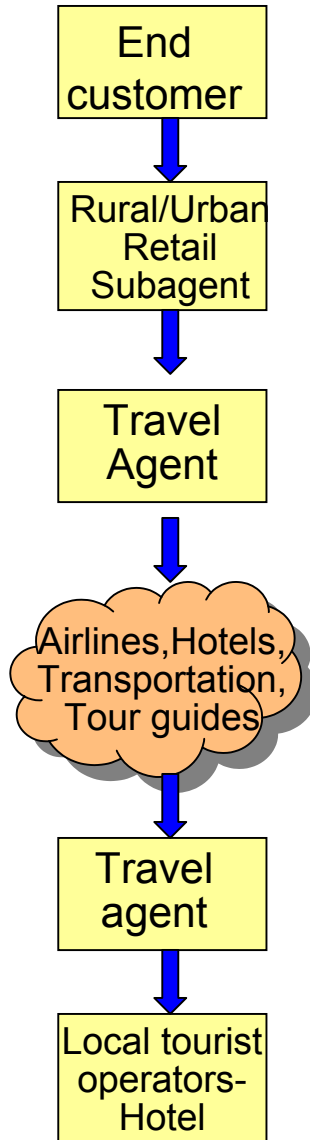 End
customer
Rural/Urban
Retail
Subagent
Travel
Agent
Airlines,Hotels,
Transportation,
Tour guides
Travel
agent
Local tourist
operators-
Hotel